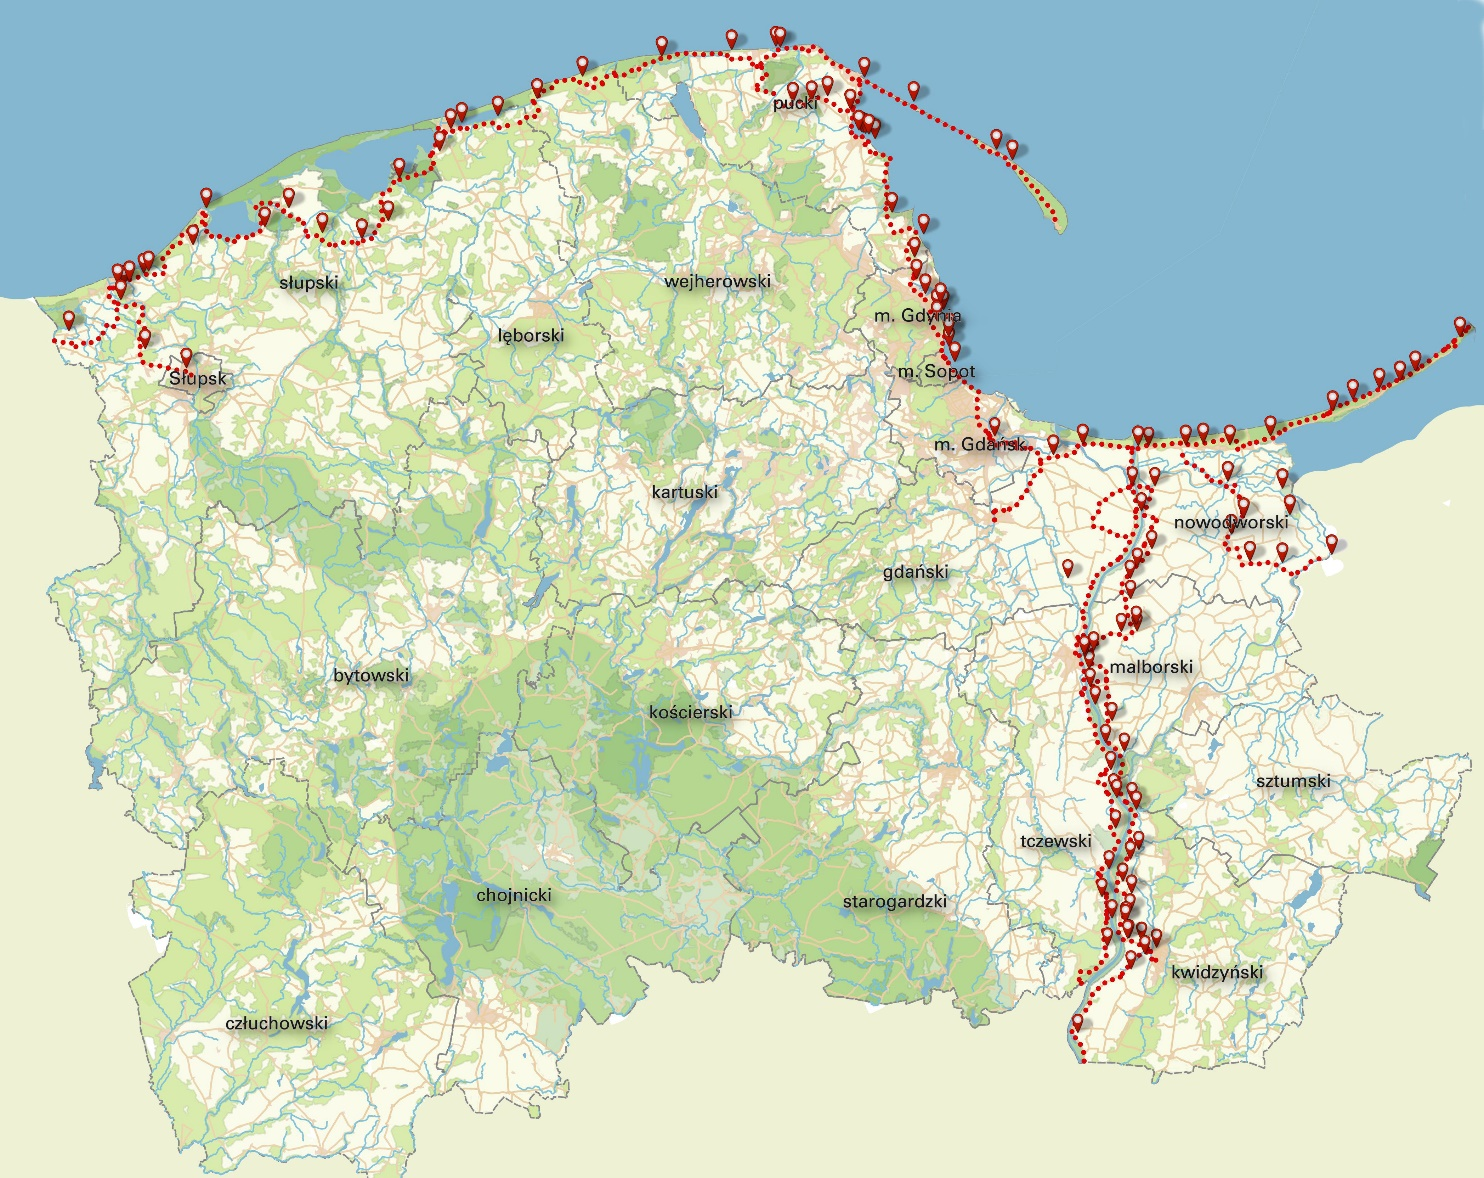 pucki
słupski
wejherowski
m. Gdynia
lęborski
m. Sopot
Słupsk
m. Gdańsk
kartuski
nowodworski
gdański
bytowski
malborski
kościerski
sztumski
tczewski
chojnicki
starogardzki
kwidzyński
człuchowski